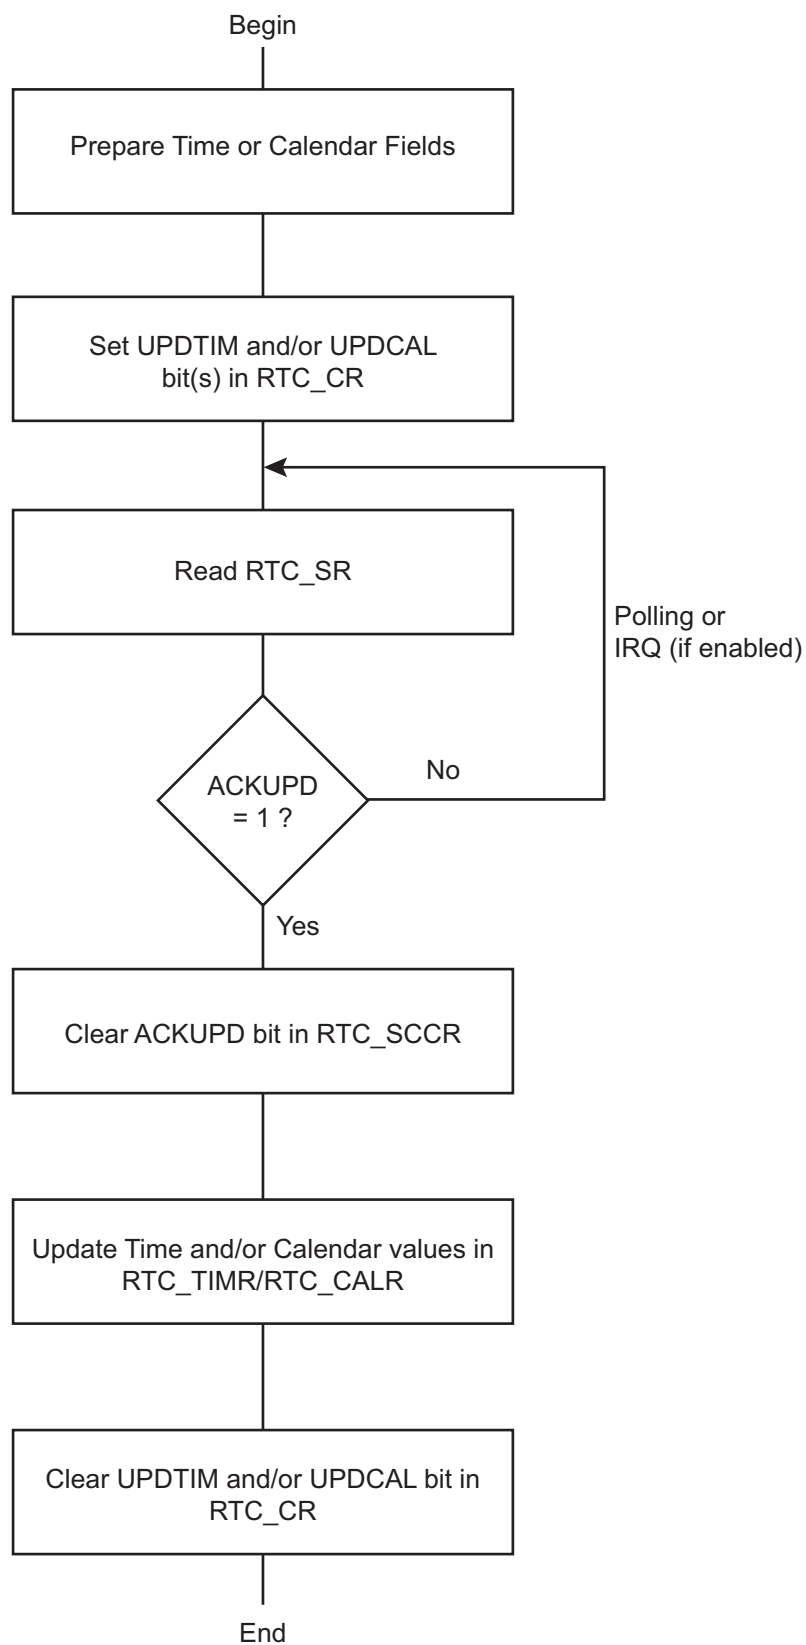 Begin
Prepare Time or Calendar Fields
Set UPDTIM and/or UPDCAL
bit(s) in RTC_CR
Read RTC_SR
Polling or
IRQ (if enabled)
ACKUPD
= 1 ?
No
Yes
Clear ACKUPD bit in RTC_SCCR
Update Time and/or Calendar values in
RTC_TIMR/RTC_CALR
Clear UPDTIM and/or UPDCAL bit in
RTC_CR
End